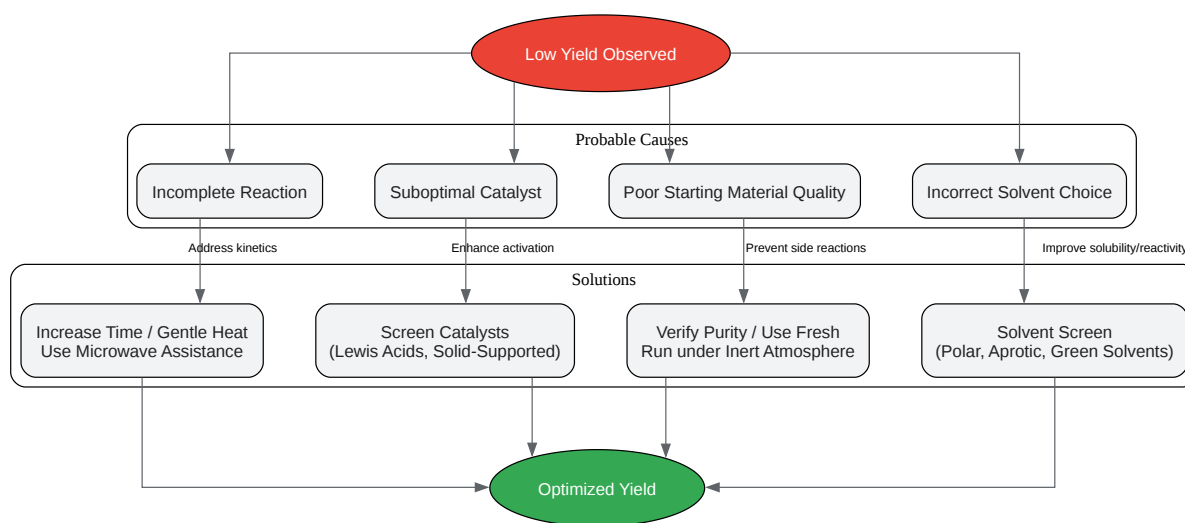 Low Yield Observed
Probable Causes
Incomplete Reaction
Suboptimal Catalyst
Poor Starting Material Quality
Incorrect Solvent Choice
Address kinetics
Enhance activation
Prevent side reactions
Improve solubility/reactivity
Solutions
Increase Time / Gentle Heat
Use Microwave Assistance
Screen Catalysts
(Lewis Acids, Solid-Supported)
Verify Purity / Use Fresh
Run under Inert Atmosphere
Solvent Screen
(Polar, Aprotic, Green Solvents)
Optimized Yield